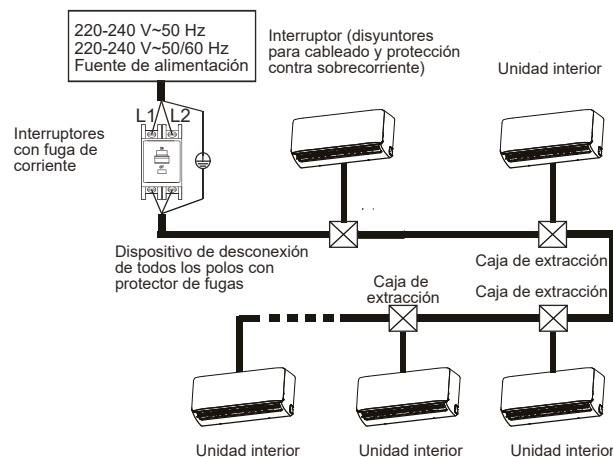 220-240 V~50 Hz
220-240 V~50/60 Hz
Fuente de alimentación
Interruptor (disyuntores
para cableado y protección
contra sobrecorriente)
Unidad interior
L1 L2
Interruptores
con fuga de
corriente
Dispositivo de desconexión
de todos los polos con
protector de fugas
Caja de extracción
Caja de
extracción
Caja de extracción
Unidad interior
Unidad interior
Unidad interior